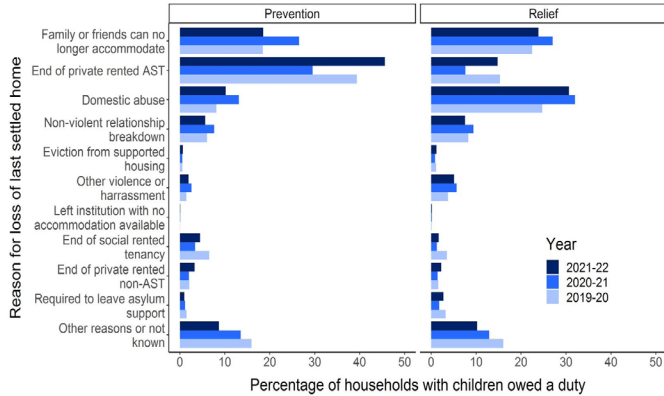 Prevention
Relief
Reason for loss of last settled home
Family or friends can no
longer accommodate
End of private rented AST
Domestic abuse
Non-violent relationship
breakdown
Eviction from supported
housing
Other violence or
harrassment
Left institution with no
accommodation available
End of social rented
tenancy
End of private rented
non-AST
Required to leave asylum
support
Other reasons or not
known
Year
2021-22
2020-21
2019-20
0 10 20 30 40 50
0 10 20 30 40 50
Percentage of households with children owed a duty